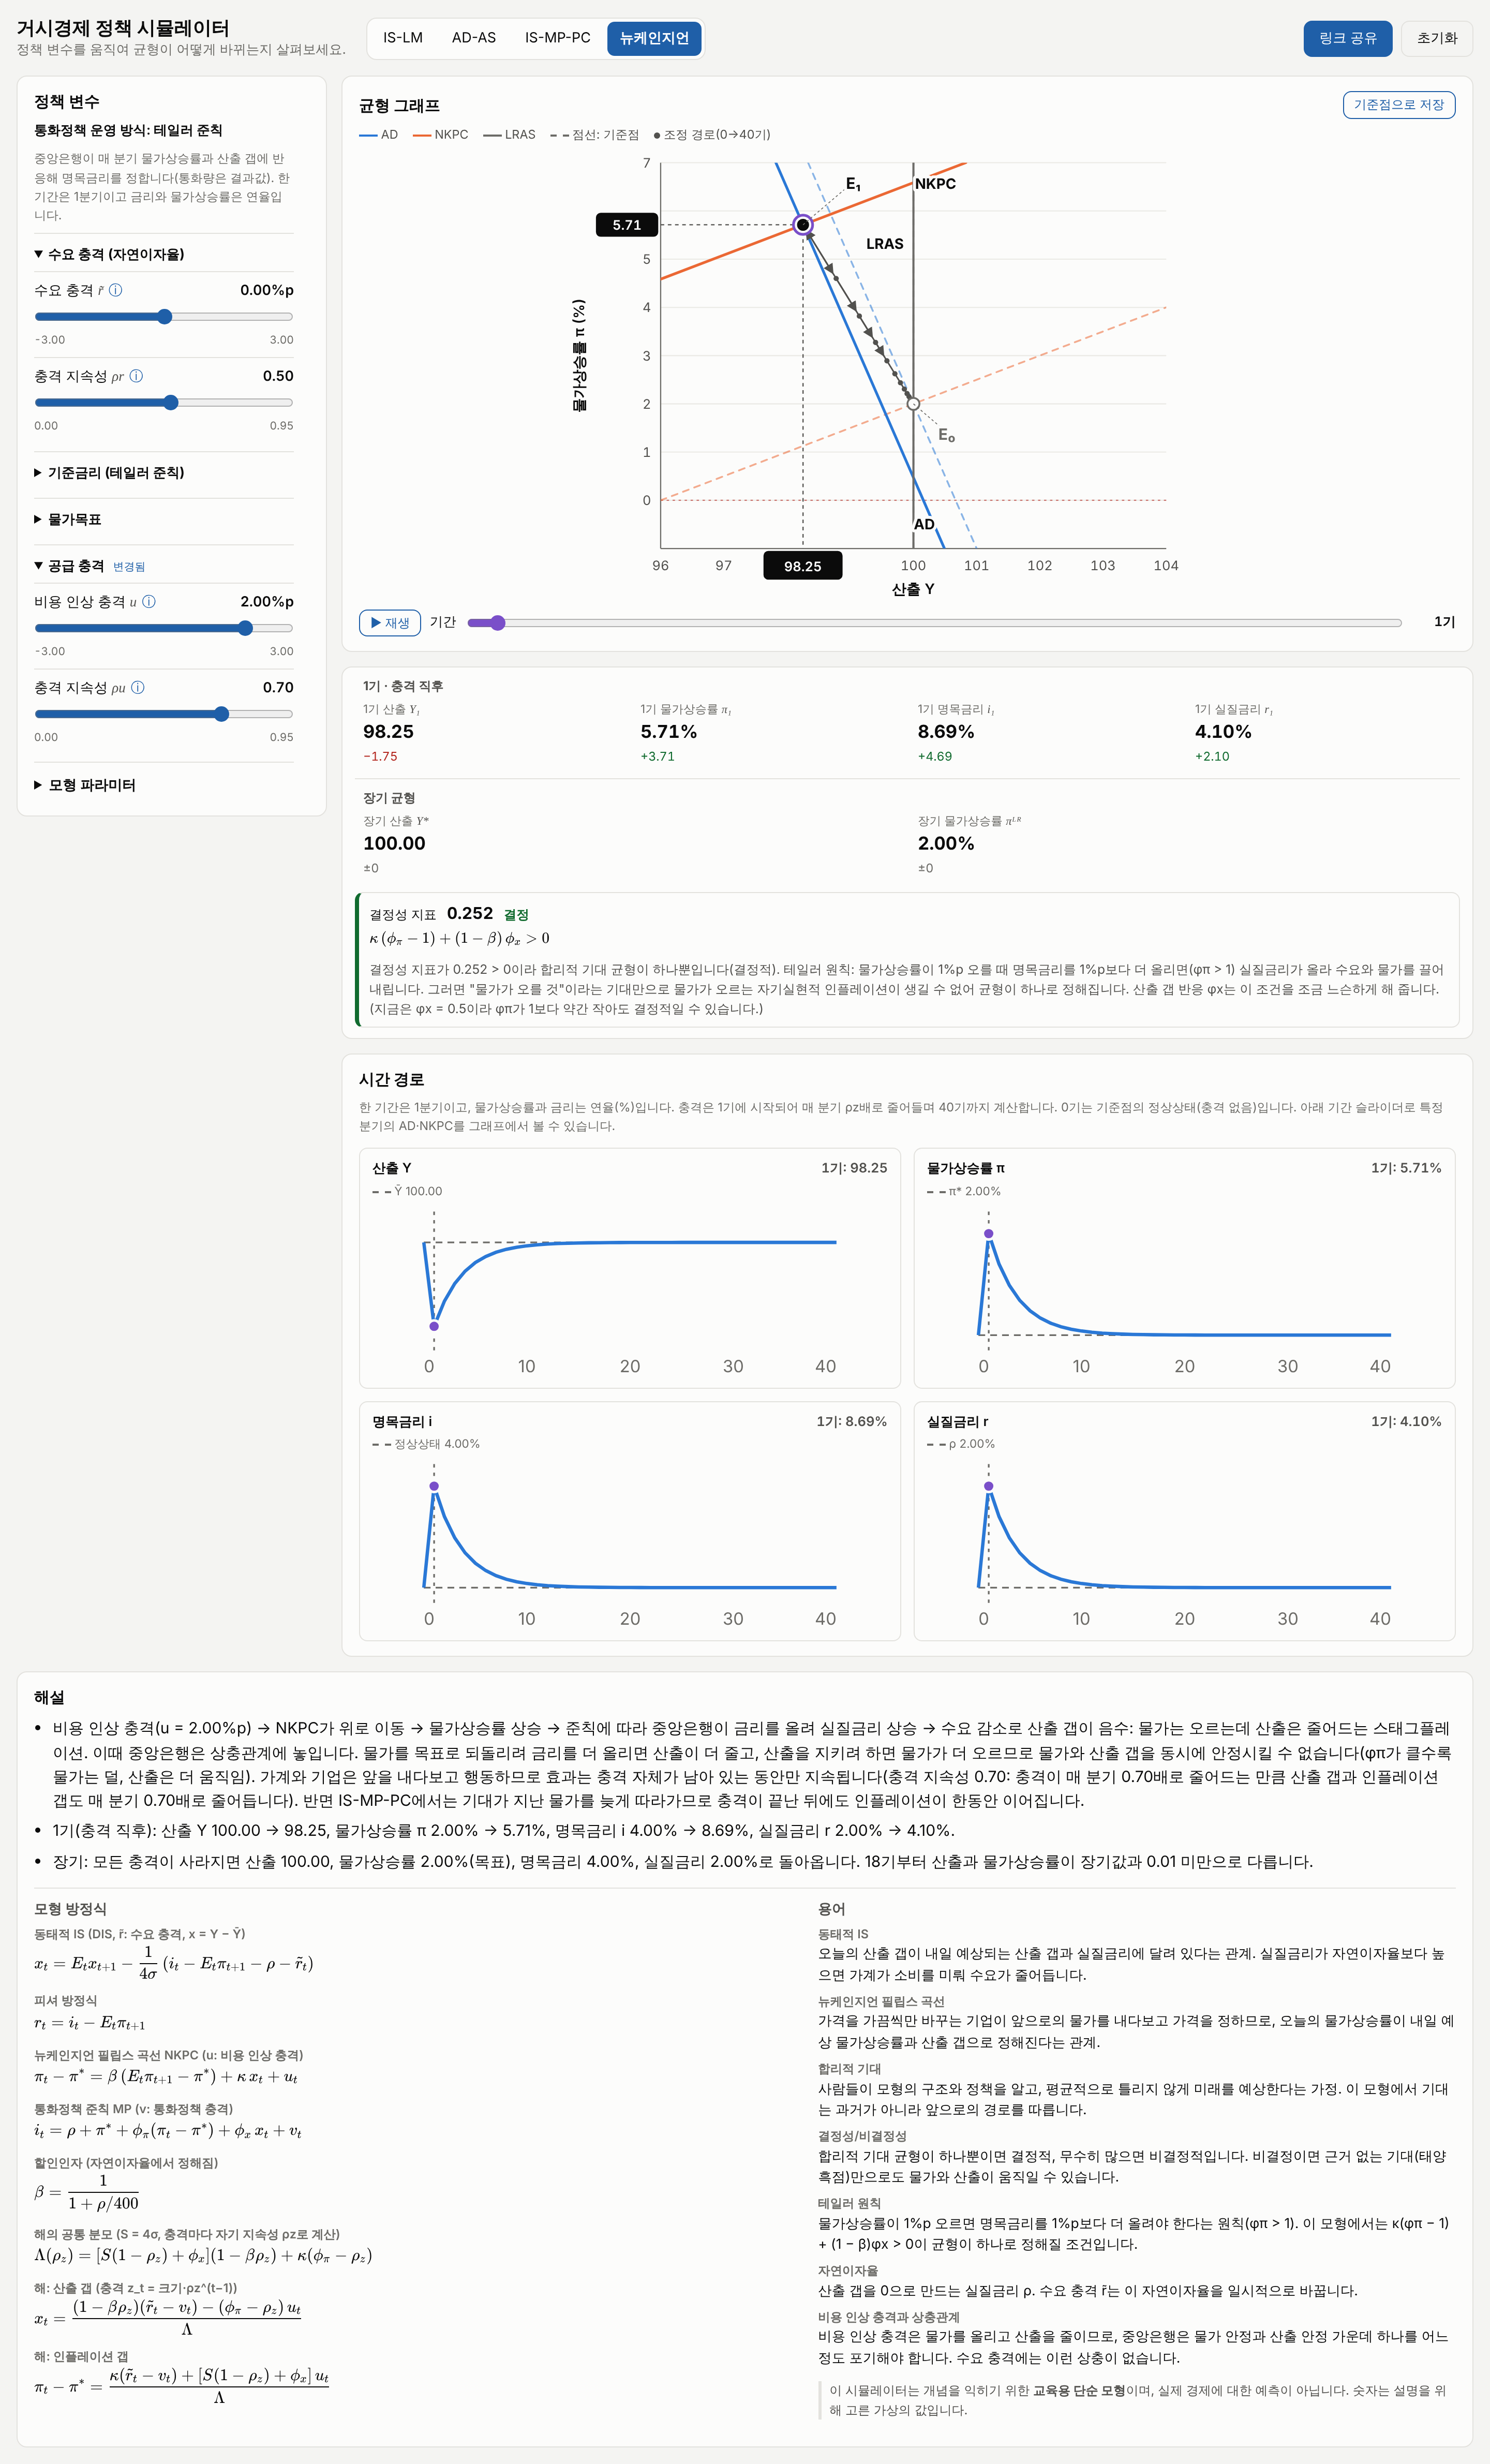 거시경제 정책 시뮬레이터
정책 변수를 움직여 균형이 어떻게 바뀌는지 살펴보세요.
IS-LM
AD-AS
IS-MP-PC
뉴케인지언
링크 공유
초기화
정책 변수
통화정책 운영 방식: 테일러 준칙
중앙은행이 매 분기 물가상승률과 산출 갭에 반
응해 명목금리를 정합니다(통화량은 결과값). 한
기간은 1분기이고 금리와 물가상승률은 연율입
니다.
▼ 수요 충격 (자연이자율)
수요 충격 r̃ ⓘ 0.00%p
-3.00 3.00
충격 지속성 ρr ⓘ 0.50
0.00 0.95
▶ 기준금리 (테일러 준칙)
▶ 물가목표
▼ 공급 충격 변경됨
비용 인상 충격 u ⓘ 2.00%p
-3.00 3.00
충격 지속성 ρu ⓘ 0.70
0.00 0.95
▶ 모형 파라미터
균형 그래프
기준점으로 저장
AD NKPC LRAS 점선: 기준점 ● 조정 경로(0→40기)
7
5.71
5
4
3
2
1
0
물가상승률 π (%)
E₁
NKPC
LRAS
E₀
AD
96 97 98.25 100 101 102 103 104
산출 Y
▶ 재생 기간 1기
1기 · 충격 직후
1기 산출 Y₁ 1기 물가상승률 π₁ 1기 명목금리 i₁ 1기 실질금리 r₁
98.25 5.71% 8.69% 4.10%
−1.75 +3.71 +4.69 +2.10
장기 균형
장기 산출 Y* 장기 물가상승률 πᴸᴿ
100.00 2.00%
±0 ±0
결정성 지표 0.252 결정
κ (ϕπ − 1) + (1 − β) ϕx > 0
결정성 지표가 0.252 > 0이라 합리적 기대 균형이 하나뿐입니다(결정적). 테일러 원칙: 물가상승률이 1%p 오를 때 명목금리를 1%p보다 더 올리면(φπ > 1) 실질금리가 올라 수요와 물가를 끌어
내립니다. 그러면 "물가가 오를 것"이라는 기대만으로 물가가 오르는 자기실현적 인플레이션이 생길 수 없어 균형이 하나로 정해집니다. 산출 갭 반응 φx는 이 조건을 조금 느슨하게 해 줍니다.
(지금은 φx = 0.5이라 φπ가 1보다 약간 작아도 결정적일 수 있습니다.)
시간 경로
한 기간은 1분기이고, 물가상승률과 금리는 연율(%)입니다. 충격은 1기에 시작되어 매 분기 ρz배로 줄어들며 40기까지 계산합니다. 0기는 기준점의 정상상태(충격 없음)입니다. 아래 기간 슬라이더로 특정
분기의 AD·NKPC를 그래프에서 볼 수 있습니다.
산출 Y 1기: 98.25
Ȳ 100.00
0 10 20 30 40
물가상승률 π 1기: 5.71%
π* 2.00%
0 10 20 30 40
명목금리 i 1기: 8.69%
정상상태 4.00%
0 10 20 30 40
실질금리 r 1기: 4.10%
ρ 2.00%
0 10 20 30 40
해설
• 비용 인상 충격(u = 2.00%p) → NKPC가 위로 이동 → 물가상승률 상승 → 준칙에 따라 중앙은행이 금리를 올려 실질금리 상승 → 수요 감소로 산출 갭이 음수: 물가는 오르는데 산출은 줄어드는 스태그플레
이션. 이때 중앙은행은 상충관계에 놓입니다. 물가를 목표로 되돌리려 금리를 더 올리면 산출이 더 줄고, 산출을 지키려 하면 물가가 더 오르므로 물가와 산출 갭을 동시에 안정시킬 수 없습니다(φπ가 클수록
물가는 덜, 산출은 더 움직임). 가계와 기업은 앞을 내다보고 행동하므로 효과는 충격 자체가 남아 있는 동안만 지속됩니다(충격 지속성 0.70: 충격이 매 분기 0.70배로 줄어드는 만큼 산출 갭과 인플레이션
갭도 매 분기 0.70배로 줄어듭니다). 반면 IS-MP-PC에서는 기대가 지난 물가를 늦게 따라가므로 충격이 끝난 뒤에도 인플레이션이 한동안 이어집니다.
• 1기(충격 직후): 산출 Y 100.00 → 98.25, 물가상승률 π 2.00% → 5.71%, 명목금리 i 4.00% → 8.69%, 실질금리 r 2.00% → 4.10%.
• 장기: 모든 충격이 사라지면 산출 100.00, 물가상승률 2.00%(목표), 명목금리 4.00%, 실질금리 2.00%로 돌아옵니다. 18기부터 산출과 물가상승률이 장기값과 0.01 미만으로 다릅니다.
모형 방정식
동태적 IS (DIS, r̃: 수요 충격, x = Y − Ȳ)
xₜ = Eₜxₜ₊₁ − 1/4σ (iₜ − Eₜπₜ₊₁ − ρ − r̃ₜ)
피셔 방정식
rₜ = iₜ − Eₜπₜ₊₁
뉴케인지언 필립스 곡선 NKPC (u: 비용 인상 충격)
πₜ − π* = β (Eₜπₜ₊₁ − π*) + κ xₜ + uₜ
통화정책 준칙 MP (v: 통화정책 충격)
iₜ = ρ + π* + ϕπ(πₜ − π*) + ϕx xₜ + vₜ
할인인자 (자연이자율에서 정해짐)
β = 1/(1 + ρ/400)
해의 공통 분모 (S = 4σ, 충격마다 자기 지속성 ρz로 계산)
Λ(ρz) = [S(1 − ρz) + ϕx](1 − βρz) + κ(ϕπ − ρz)
해: 산출 갭 (충격 z_t = 크기·ρz^(t−1))
xₜ = ((1 − βρz)(r̃ₜ − vₜ) − (ϕπ − ρz) uₜ)/Λ
해: 인플레이션 갭
πₜ − π* = (κ(r̃ₜ − vₜ) + [S(1 − ρz) + ϕx] uₜ)/Λ
용어
동태적 IS
오늘의 산출 갭이 내일 예상되는 산출 갭과 실질금리에 달려 있다는 관계. 실질금리가 자연이자율보다 높
으면 가계가 소비를 미뤄 수요가 줄어듭니다.
뉴케인지언 필립스 곡선
가격을 가끔씩만 바꾸는 기업이 앞으로의 물가를 내다보고 가격을 정하므로, 오늘의 물가상승률이 내일 예
상 물가상승률과 산출 갭으로 정해진다는 관계.
합리적 기대
사람들이 모형의 구조와 정책을 알고, 평균적으로 틀리지 않게 미래를 예상한다는 가정. 이 모형에서 기대
는 과거가 아니라 앞으로의 경로를 따릅니다.
결정성/비결정성
합리적 기대 균형이 하나뿐이면 결정적, 무수히 많으면 비결정적입니다. 비결정이면 근거 없는 기대(태양
흑점)만으로도 물가와 산출이 움직일 수 있습니다.
테일러 원칙
물가상승률이 1%p 오르면 명목금리를 1%p보다 더 올려야 한다는 원칙(φπ > 1). 이 모형에서는 κ(φπ − 1)
+ (1 − β)φx > 0이 균형이 하나로 정해질 조건입니다.
자연이자율
산출 갭을 0으로 만드는 실질금리 ρ. 수요 충격 r̃는 이 자연이자율을 일시적으로 바꿉니다.
비용 인상 충격과 상충관계
비용 인상 충격은 물가를 올리고 산출을 줄이므로, 중앙은행은 물가 안정과 산출 안정 가운데 하나를 어느
정도 포기해야 합니다. 수요 충격에는 이런 상충이 없습니다.
이 시뮬레이터는 개념을 익히기 위한 교육용 단순 모형이며, 실제 경제에 대한 예측이 아닙니다. 숫자는 설명을 위
해 고른 가상의 값입니다.